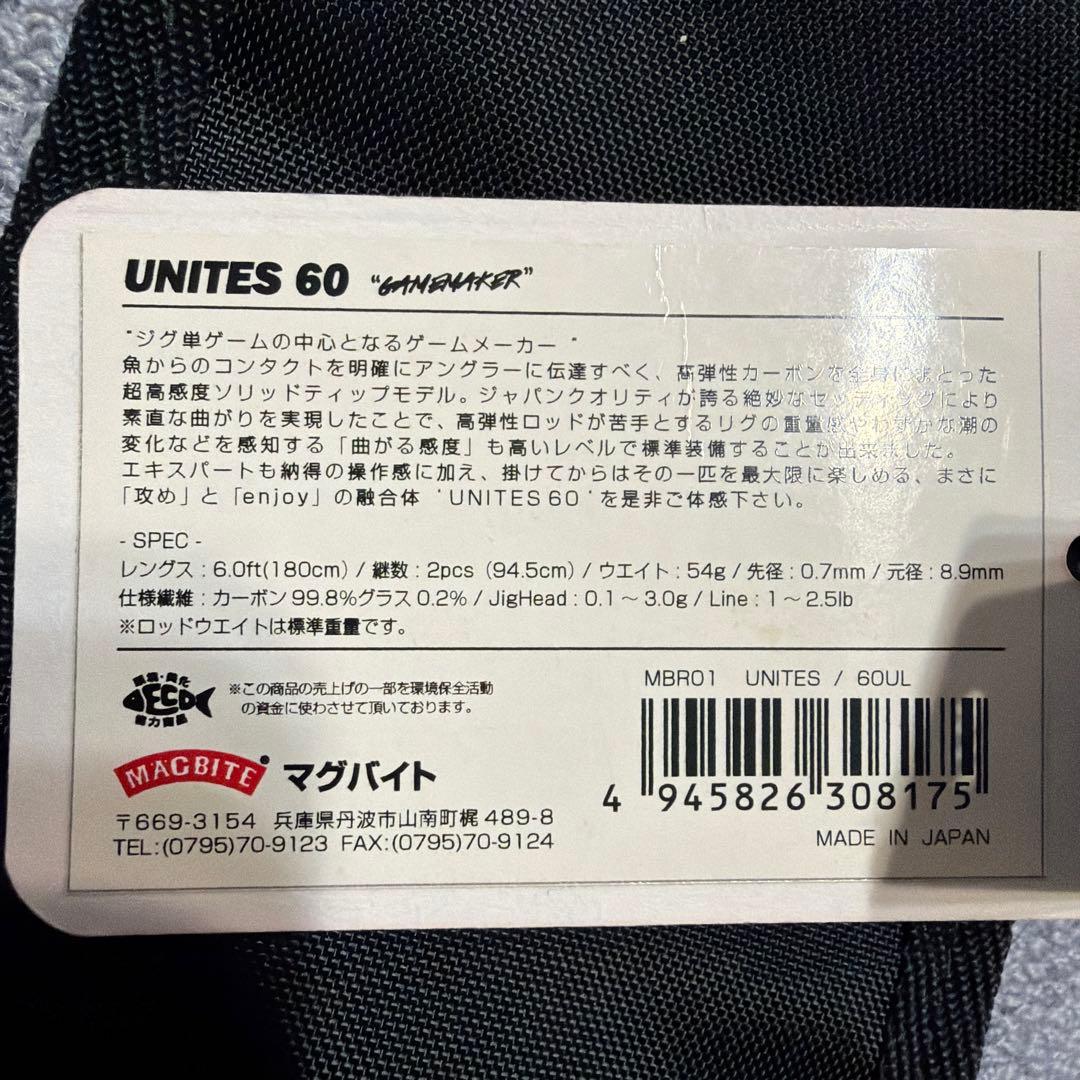 UNITES 60 "GAMEMAKER"
"ジグ単ゲームの中心となるゲームメーカー "
魚からのコンタクトを明確にアングラーに伝達すべく、高弾性カーボンを全身にまとった
超高感度ソリッドティップモデル。ジャパンクオリティが誇る絶妙なセッティングにより
素直な曲がりを実現したことで、高弾性ロッドが苦手とするリグの重量感やわずかな潮の
変化などを感知する「曲がる感度」も高いレベルで標準装備することが出来ました。
エキスパートも納得の操作感に加え、掛けてからはその一匹を最大限に楽しめる、まさに
「攻め」と「enjoy」の融合体 'UNITES 60 'を是非ご体感下さい。
- SPEC -
レングス : 6.0ft(180cm) / 継数 : 2pcs (94.5cm) / ウエイト : 54g / 先径 : 0.7mm / 元径 : 8.9mm
仕様繊維 : カーボン 99.8%グラス 0.2% / JigHead : 0.1 ～ 3.0g / Line : 1 ～ 2.5lb
※ロッドウエイトは標準重量です。
環境・美化
ECO
協力商品
※この商品の売上げの一部を環境保全活動
の資金に使わさせて頂いております。
MAGBITE® マグバイト
〒669-3154 兵庫県丹波市山南町梶 489-8
TEL:(0795)70-9123 FAX:(0795)70-9124
MBR01 UNITES / 60UL
4 945826 308175
MADE IN JAPAN